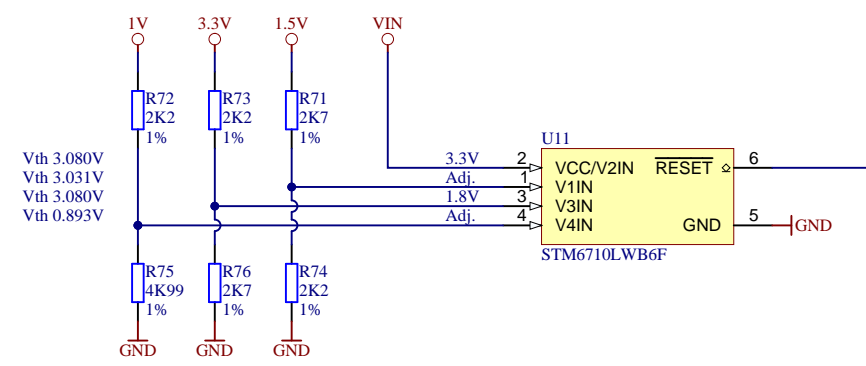 1V
3.3V
1.5V
VIN
R72
2K2
1%
R73
2K2
1%
R71
2K7
1%
Vth 3.080V
Vth 3.031V
Vth 3.080V
Vth 0.893V
3.3V
Adj.
1.8V
Adj.
2
1
3
4
U11
VCC/V2IN
V1IN
V3IN
V4IN
RESET
GND
6
5
GND
STM6710LWB6F
R75
4K99
1%
R76
2K7
1%
R74
2K2
1%
GND
GND
GND